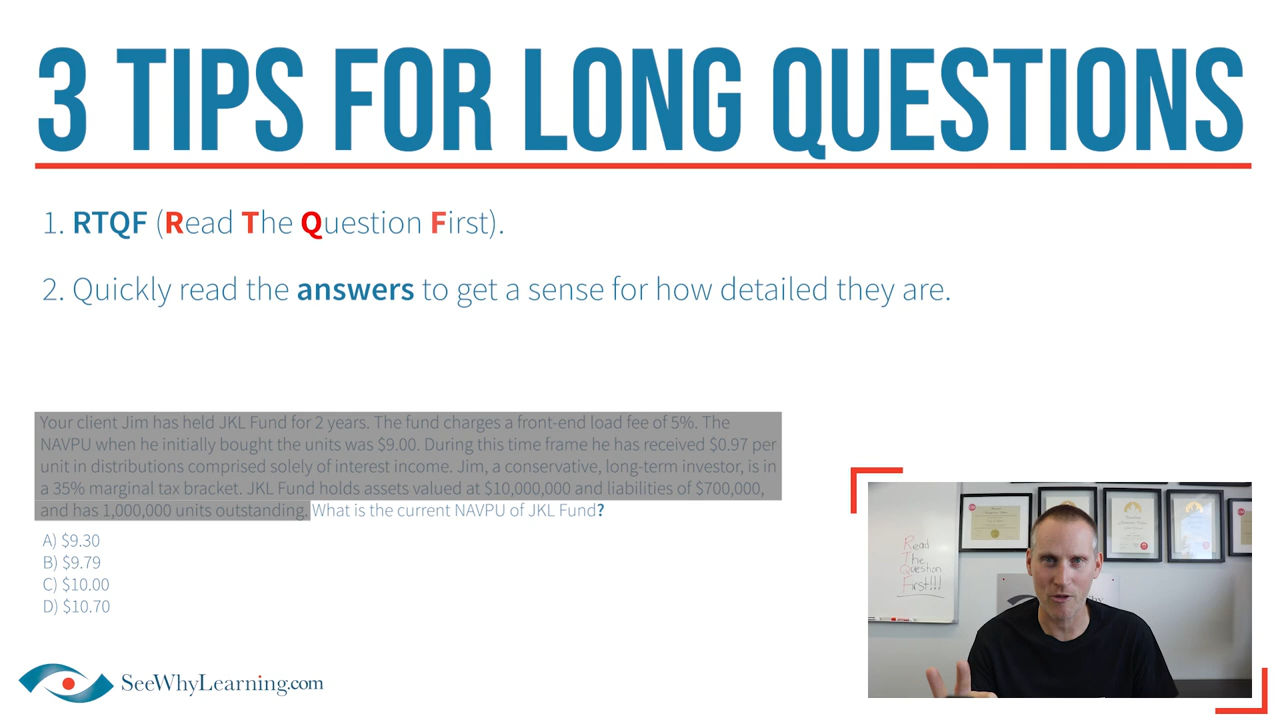 3 TIPS FOR LONG QUESTIONS
1. RTQF (Read The Question First).
2. Quickly read the answers to get a sense for how detailed they are.
Your client Jim has held JKL Fund for 2 years. The fund charges a front-end load fee of 5%. The
NAVPU when he initially bought the units was $9.00. During this time frame he has received $0.97 per
unit in distributions comprised solely of interest income. Jim, a conservative, long-term investor, is in
a 35% marginal tax bracket. JKL Fund holds assets valued at $10,000,000 and liabilities of $700,000,
and has 1,000,000 units outstanding. What is the current NAVPU of JKL Fund?
A) $9.30
B) $9.79
C) $10.00
D) $10.70
Read
The
Question
First!!!
SeeWhyLearning.com